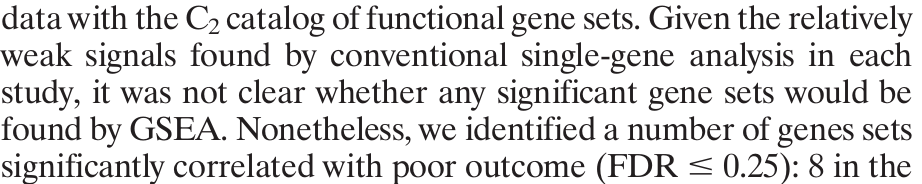 data with the C₂ catalog of functional gene sets. Given the relatively
weak signals found by conventional single-gene analysis in each
study, it was not clear whether any significant gene sets would be
found by GSEA. Nonetheless, we identified a number of genes sets
significantly correlated with poor outcome (FDR ≤ 0.25): 8 in the